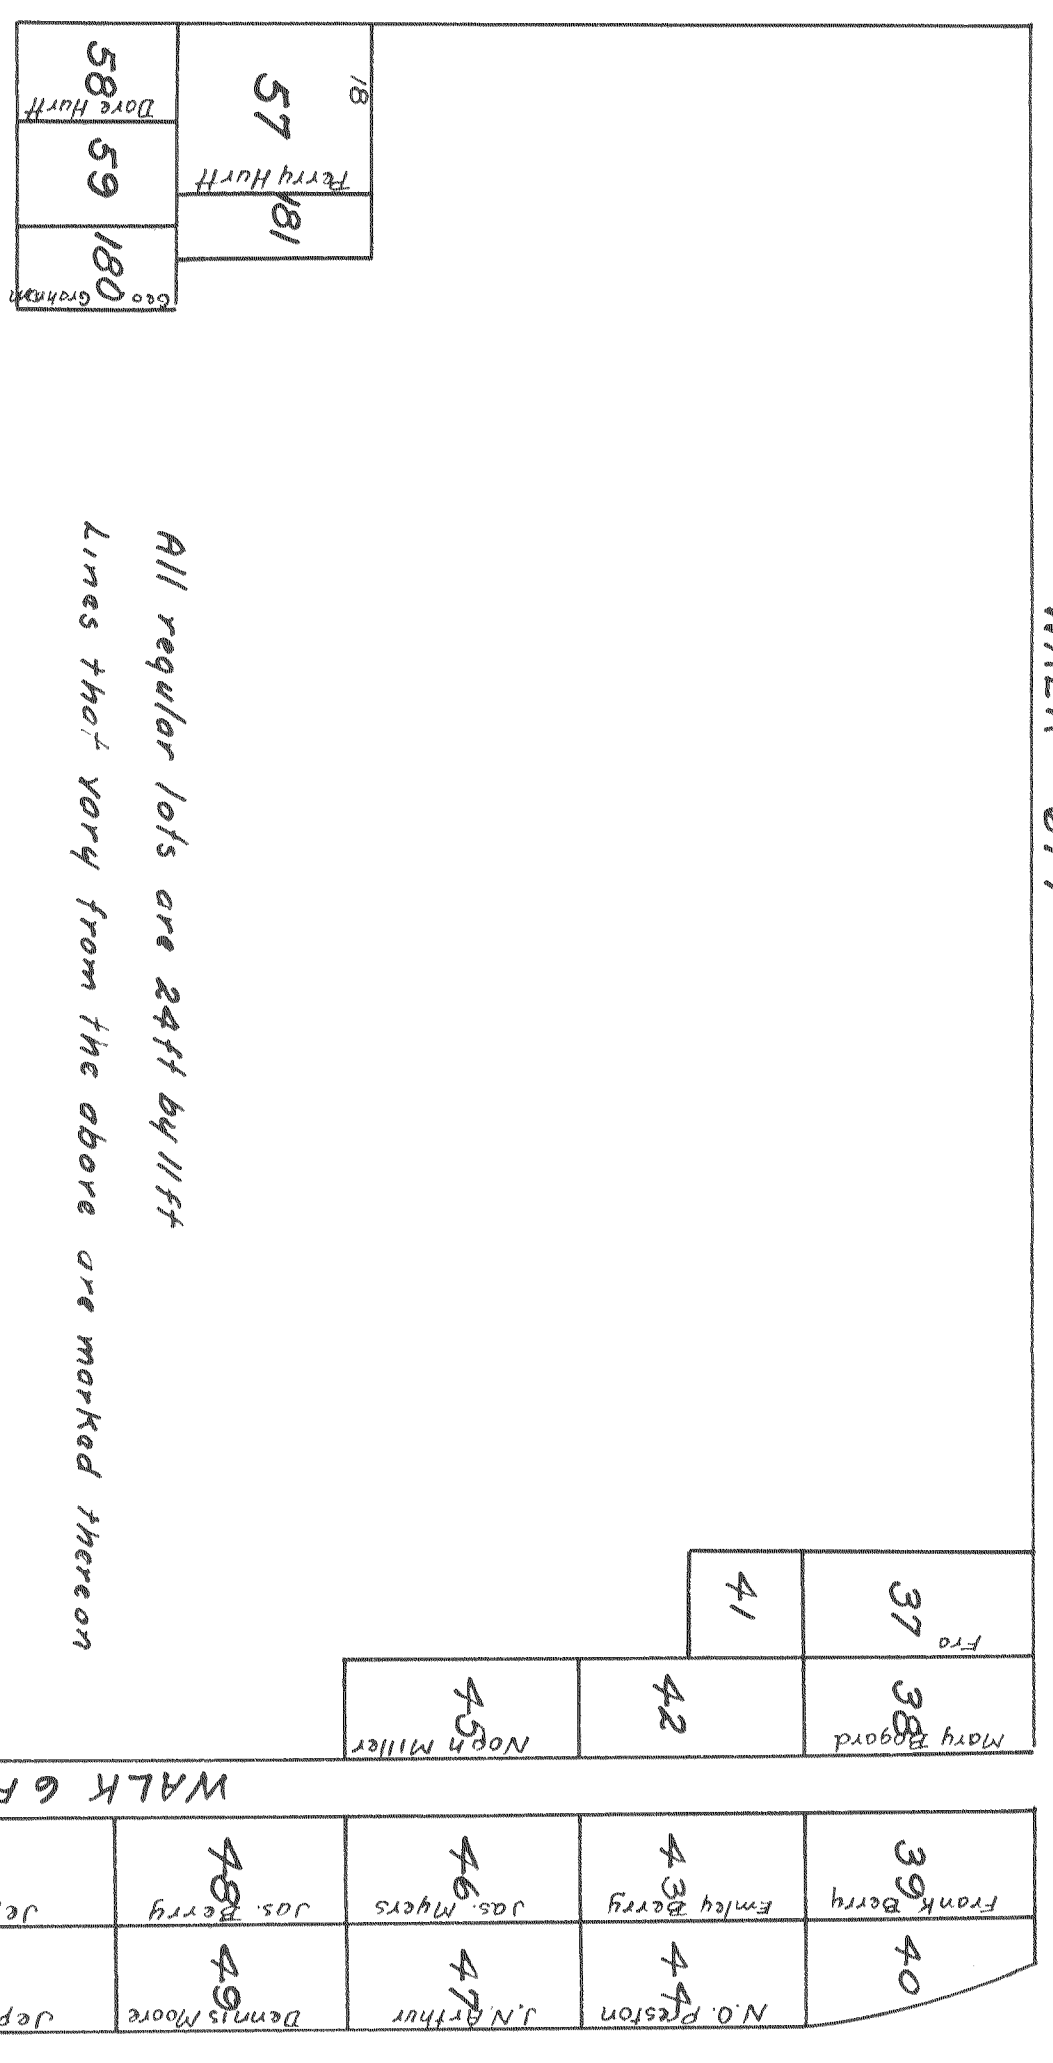 58
Dore Hurtt
59
180
Geo Graham
57
18
Perry Hurtt
181
All regular lots are 24ft by 11ft
Lines that vary from the above are marked thereon
41
37
Fra
45
Noah Miller
42
38
Mary Bogard
WALK 6
48
Jas. Berry
46
Jas. Myers
43
Emley Berry
39
Frank Berry
49
Dennis Moore
47
J.N. Arthur
44
N.O. Preston
40